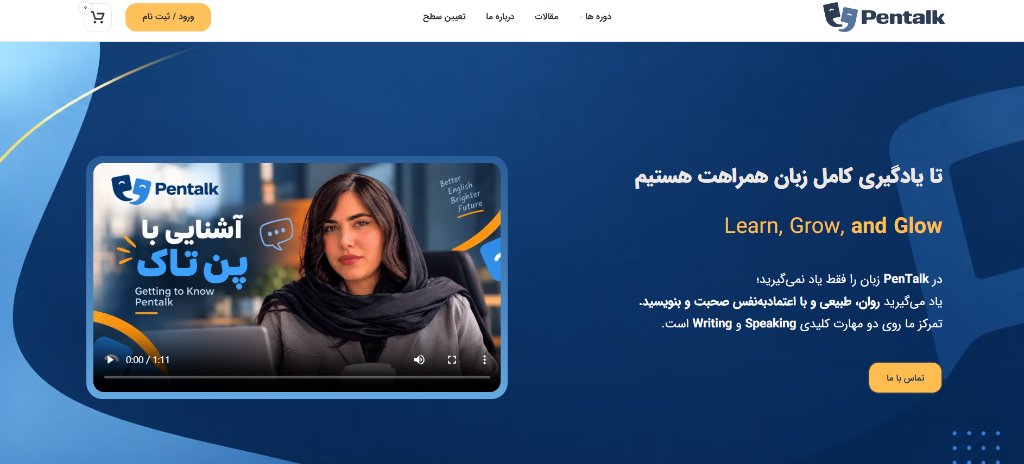 Pentalk
دوره ها
مقالات
درباره ما
تعیین سطح
ورود / ثبت نام
۰
تا یادگیری کامل زبان همراهت هستیم
Learn, Grow, and Glow
در PenTalk زبان را فقط یاد نمی‌گیرید؛
یاد می‌گیرید روان، طبیعی و با اعتمادبه‌نفس صحبت و بنویسید.
تمرکز ما روی دو مهارت کلیدی Speaking و Writing است.
تماس با ما
Pentalk
آشنایی با
پن تاک
Getting to Know
Pentalk
Better
English
Brighter
Future
0:00 / 1:11